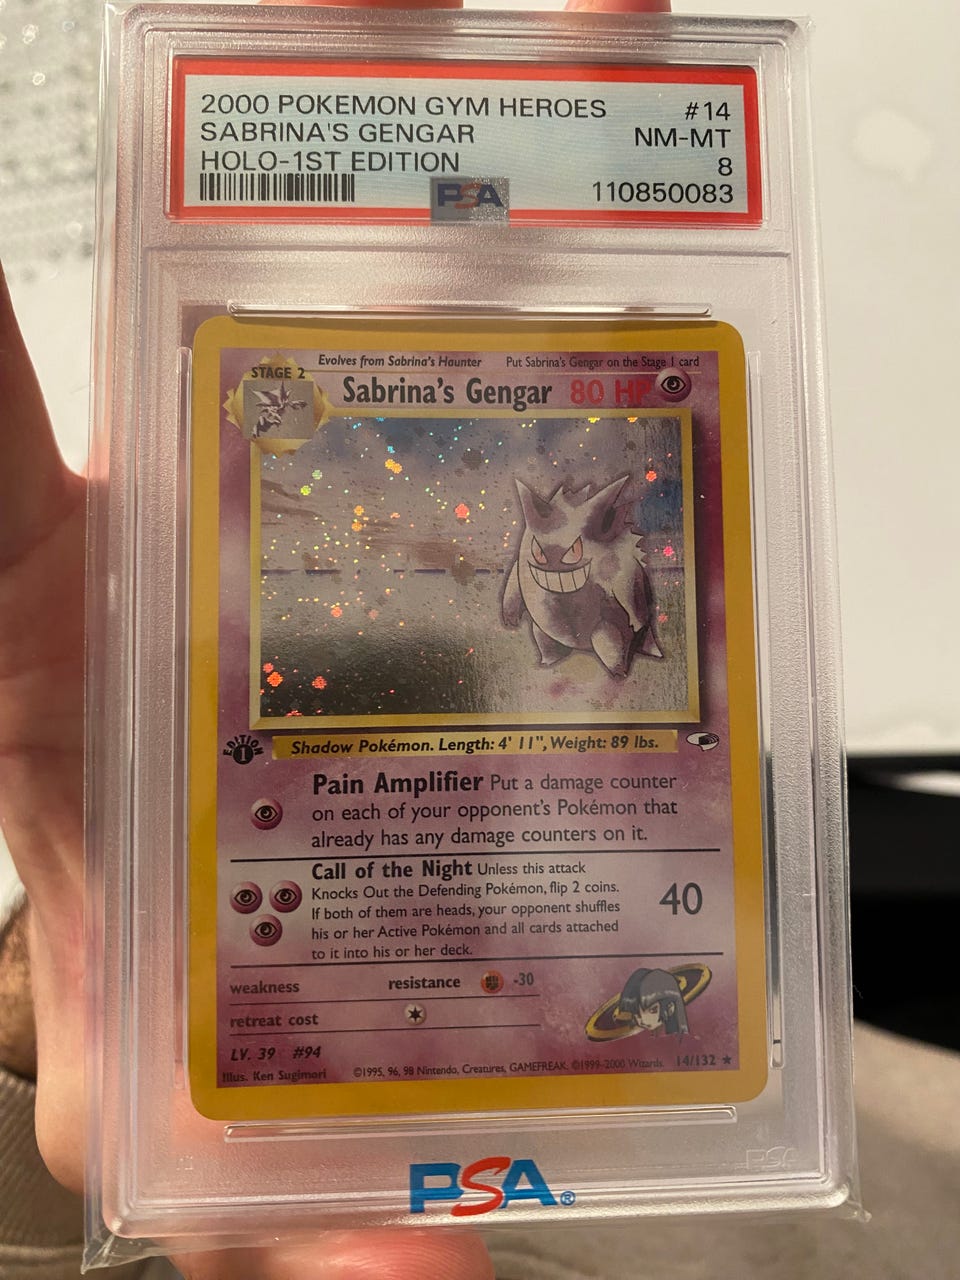 2000 POKEMON GYM HEROES #14
SABRINA'S GENGAR NM-MT
HOLO-1ST EDITION 8
110850083
PSA
Evolves from Sabrina's Haunter Put Sabrina's Gengar on the Stage 1 card
STAGE 2
Sabrina's Gengar 80 HP
EDITION
1
Shadow Pokémon. Length: 4' 11", Weight: 89 lbs.
Pain Amplifier Put a damage counter
on each of your opponent's Pokémon that
already has any damage counters on it.
Call of the Night Unless this attack
Knocks Out the Defending Pokémon, flip 2 coins.
If both of them are heads, your opponent shuffles
his or her Active Pokémon and all cards attached
to it into his or her deck.
40
weakness resistance -30
retreat cost
LV. 39 #94
Illus. Ken Sugimori ©1995, 96, 98 Nintendo, Creatures, GAMEFREAK. ©1999-2000 Wizards. 14/132 ★
PSA
PSA®